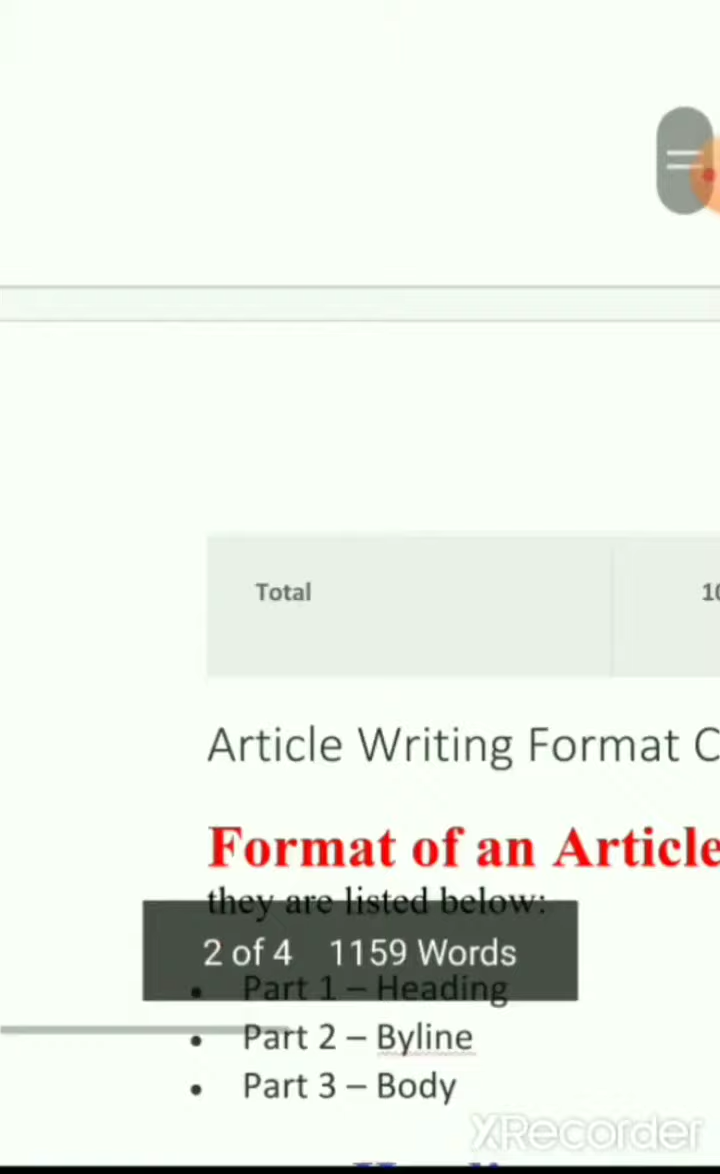 Total
Article Writing Format
Format of an Article
they are listed below:
2 of 4 1159 Words
• Part 1 – Heading
• Part 2 – Byline
• Part 3 – Body
XRecorder